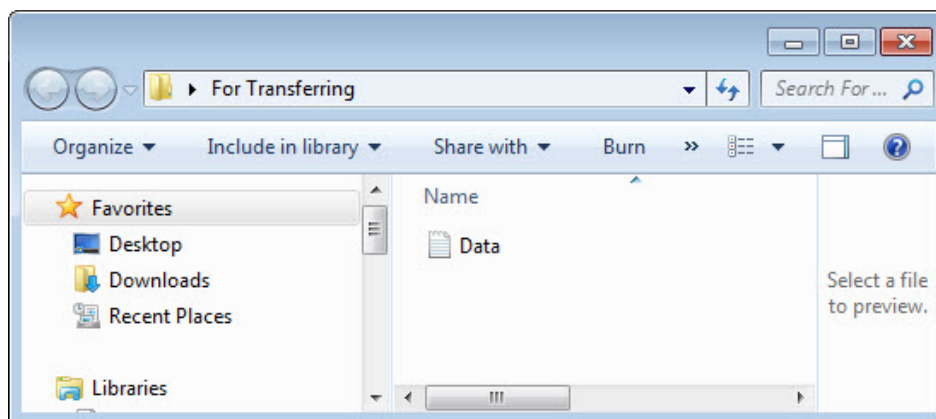 For Transferring
Search For ...
Organize
Include in library
Share with
Burn
»
Favorites
Desktop
Downloads
Recent Places
Libraries
Name
Data
Select a file
to preview.